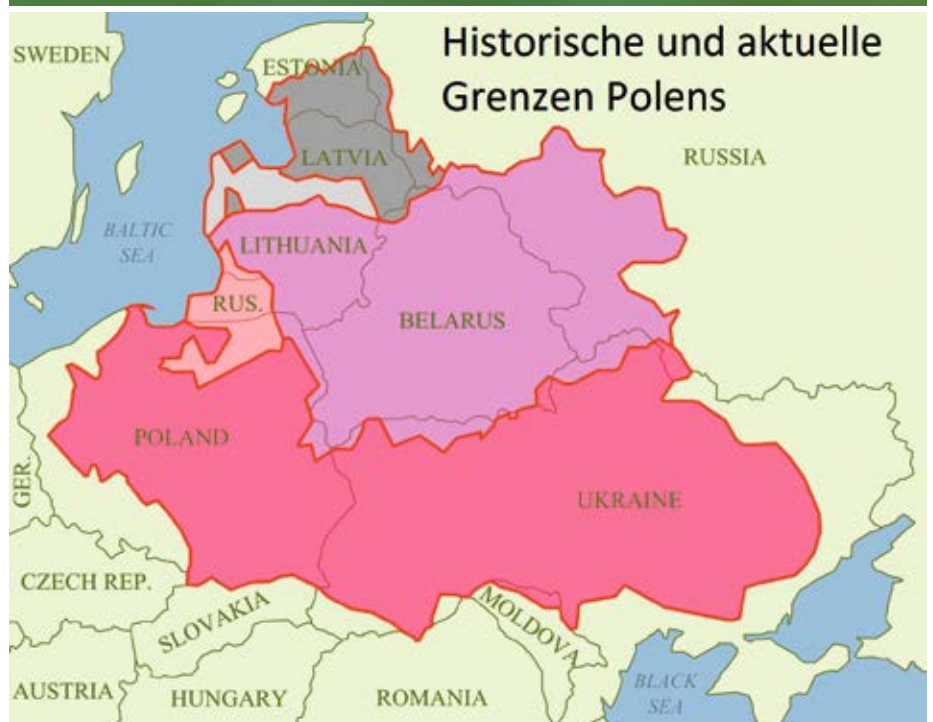 Historische und aktuelle
Grenzen Polens
SWEDEN
ESTONIA
RUSSIA
LATVIA
BALTIC
SEA
LITHUANIA
RUS.
BELARUS
POLAND
GER.
UKRAINE
CZECH REP.
SLOVAKIA
MOLDOVA
AUSTRIA
HUNGARY
ROMANIA
BLACK
SEA